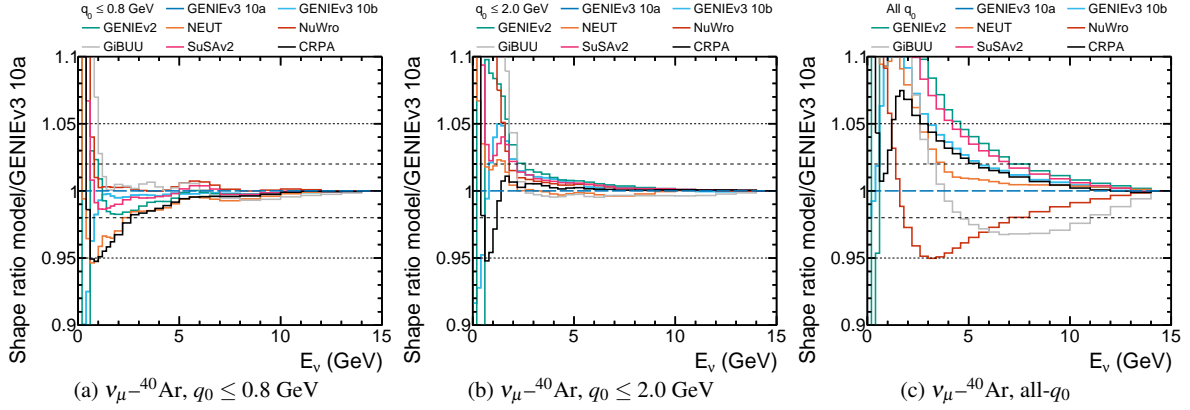 q0 ≤ 0.8 GeV GENIEv3 10a GENIEv3 10b
GENIEv2 NEUT NuWro
GiBUU SuSAv2 CRPA
Shape ratio model/GENIEv3 10a
1.1
1.05
1
0.95
0.9
0 5 10 15
Eν (GeV)
(a) νμ−40Ar, q0 ≤ 0.8 GeV
q0 ≤ 2.0 GeV GENIEv3 10a GENIEv3 10b
GENIEv2 NEUT NuWro
GiBUU SuSAv2 CRPA
Shape ratio model/GENIEv3 10a
1.1
1.05
1
0.95
0.9
0 5 10 15
Eν (GeV)
(b) νμ−40Ar, q0 ≤ 2.0 GeV
All q0 GENIEv3 10a GENIEv3 10b
GENIEv2 NEUT NuWro
GiBUU SuSAv2 CRPA
Shape ratio model/GENIEv3 10a
1.1
1.05
1
0.95
0.9
0 5 10 15
Eν (GeV)
(c) νμ−40Ar, all-q0